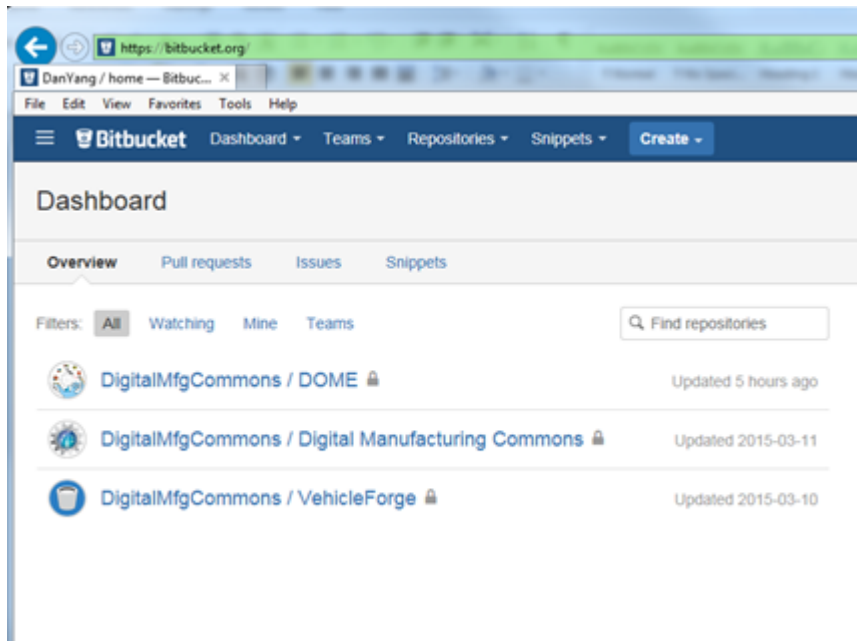 https://bitbucket.org/
DanYang / home — Bitbuc... ×
File Edit View Favorites Tools Help
Bitbucket Dashboard Teams Repositories Snippets Create
Dashboard
Overview Pull requests Issues Snippets
Filters: All Watching Mine Teams Find repositories
DigitalMfgCommons / DOME Updated 5 hours ago
DigitalMfgCommons / Digital Manufacturing Commons Updated 2015-03-11
DigitalMfgCommons / VehicleForge Updated 2015-03-10